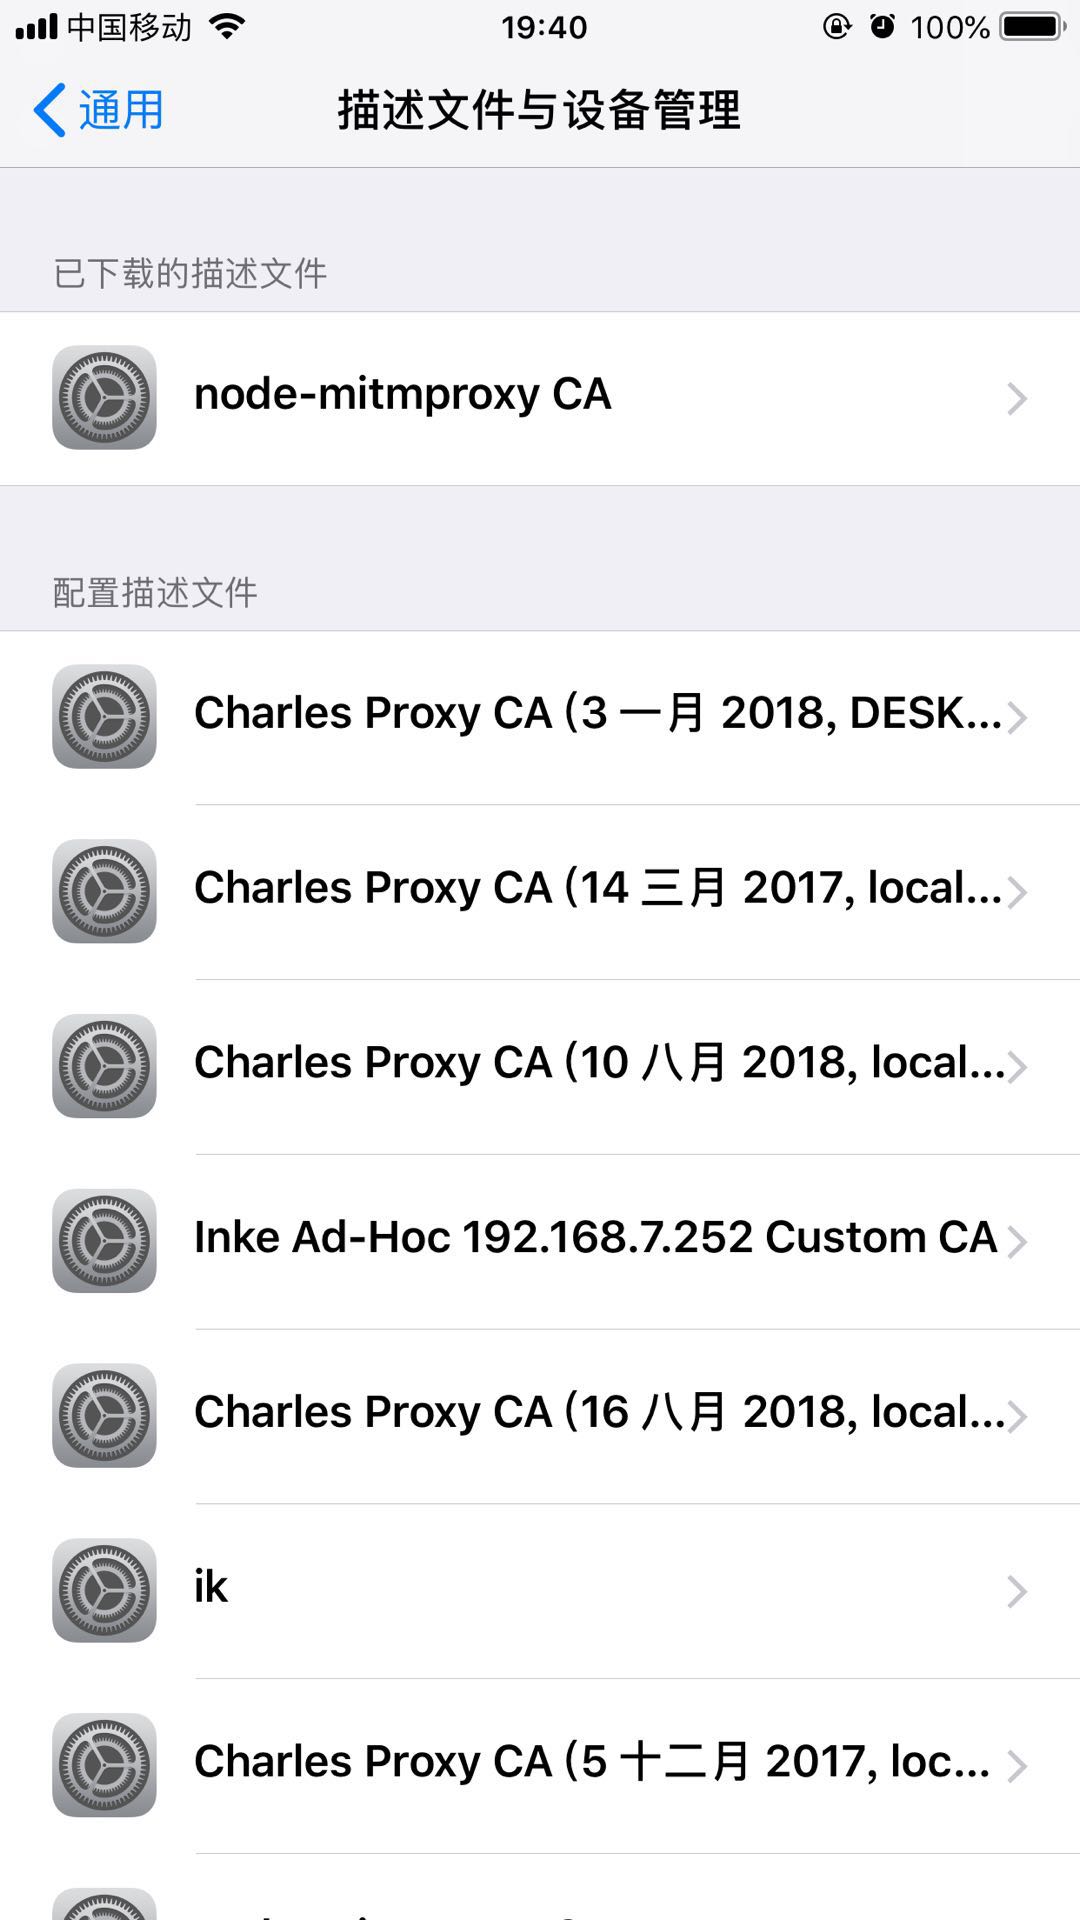 中国移动 19:40 100%
通用 描述文件与设备管理
已下载的描述文件
node-mitmproxy CA
配置描述文件
Charles Proxy CA (3 一月 2018, DESK...
Charles Proxy CA (14 三月 2017, local...
Charles Proxy CA (10 八月 2018, local...
Inke Ad-Hoc 192.168.7.252 Custom CA
Charles Proxy CA (16 八月 2018, local...
ik
Charles Proxy CA (5 十二月 2017, loc...